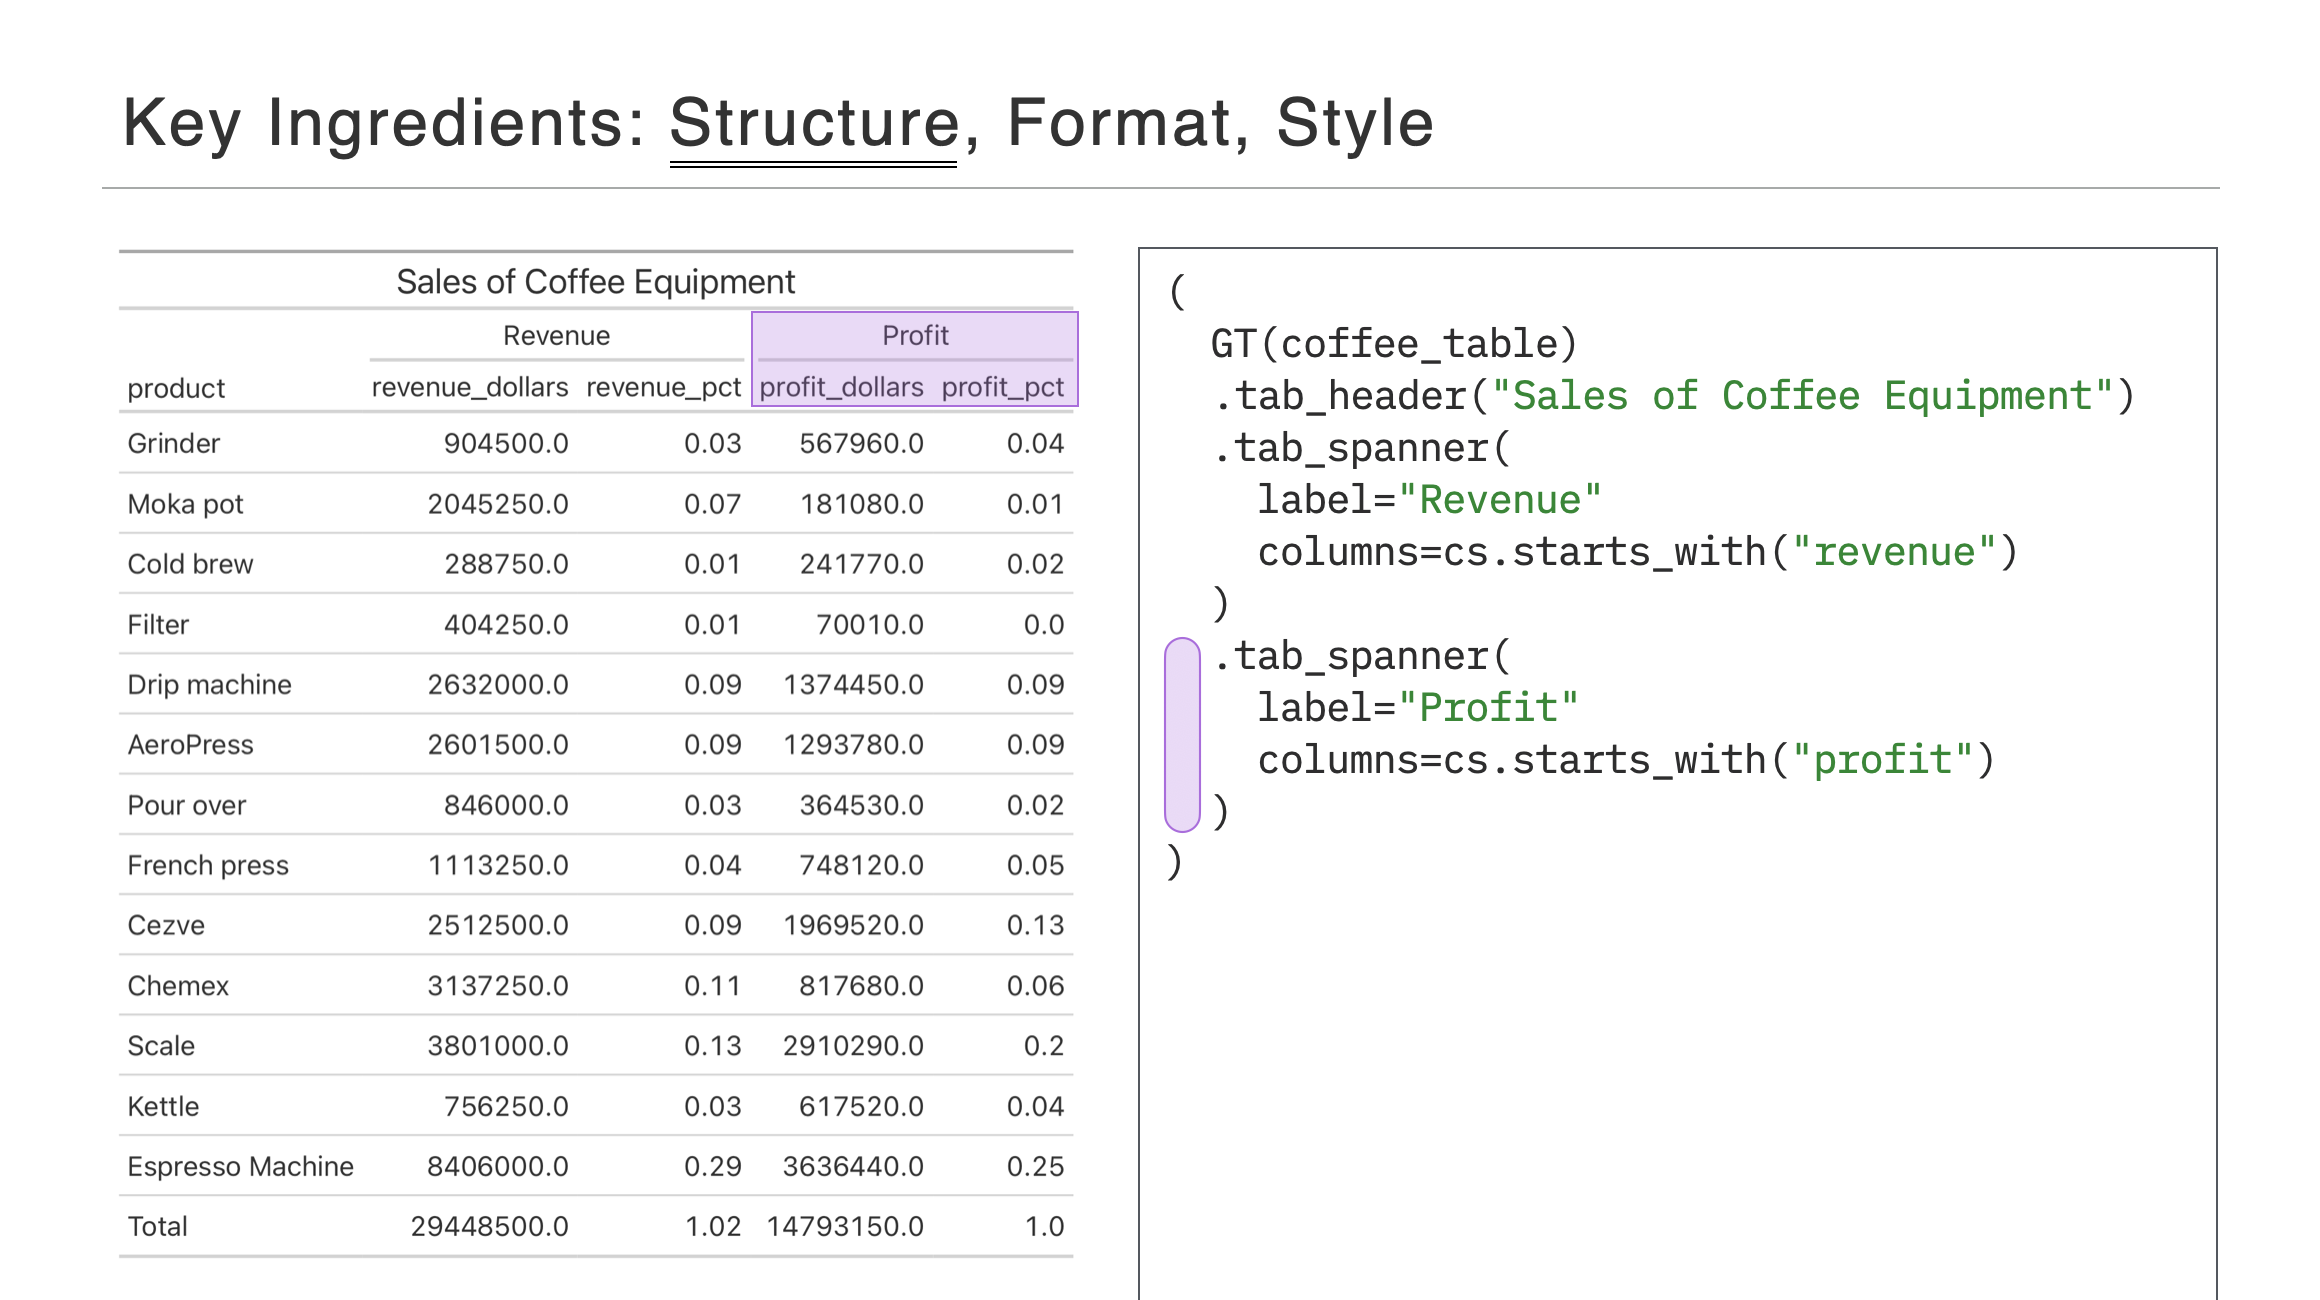 Key Ingredients: Structure, Format, Style
Sales of Coffee Equipment
Revenue Profit
product revenue_dollars revenue_pct profit_dollars profit_pct
Grinder 904500.0 0.03 567960.0 0.04
Moka pot 2045250.0 0.07 181080.0 0.01
Cold brew 288750.0 0.01 241770.0 0.02
Filter 404250.0 0.01 70010.0 0.0
Drip machine 2632000.0 0.09 1374450.0 0.09
AeroPress 2601500.0 0.09 1293780.0 0.09
Pour over 846000.0 0.03 364530.0 0.02
French press 1113250.0 0.04 748120.0 0.05
Cezve 2512500.0 0.09 1969520.0 0.13
Chemex 3137250.0 0.11 817680.0 0.06
Scale 3801000.0 0.13 2910290.0 0.2
Kettle 756250.0 0.03 617520.0 0.04
Espresso Machine 8406000.0 0.29 3636440.0 0.25
Total 29448500.0 1.02 14793150.0 1.0
(
  GT(coffee_table)
  .tab_header("Sales of Coffee Equipment")
  .tab_spanner(
    label="Revenue"
    columns=cs.starts_with("revenue")
  )
  .tab_spanner(
    label="Profit"
    columns=cs.starts_with("profit")
  )
)